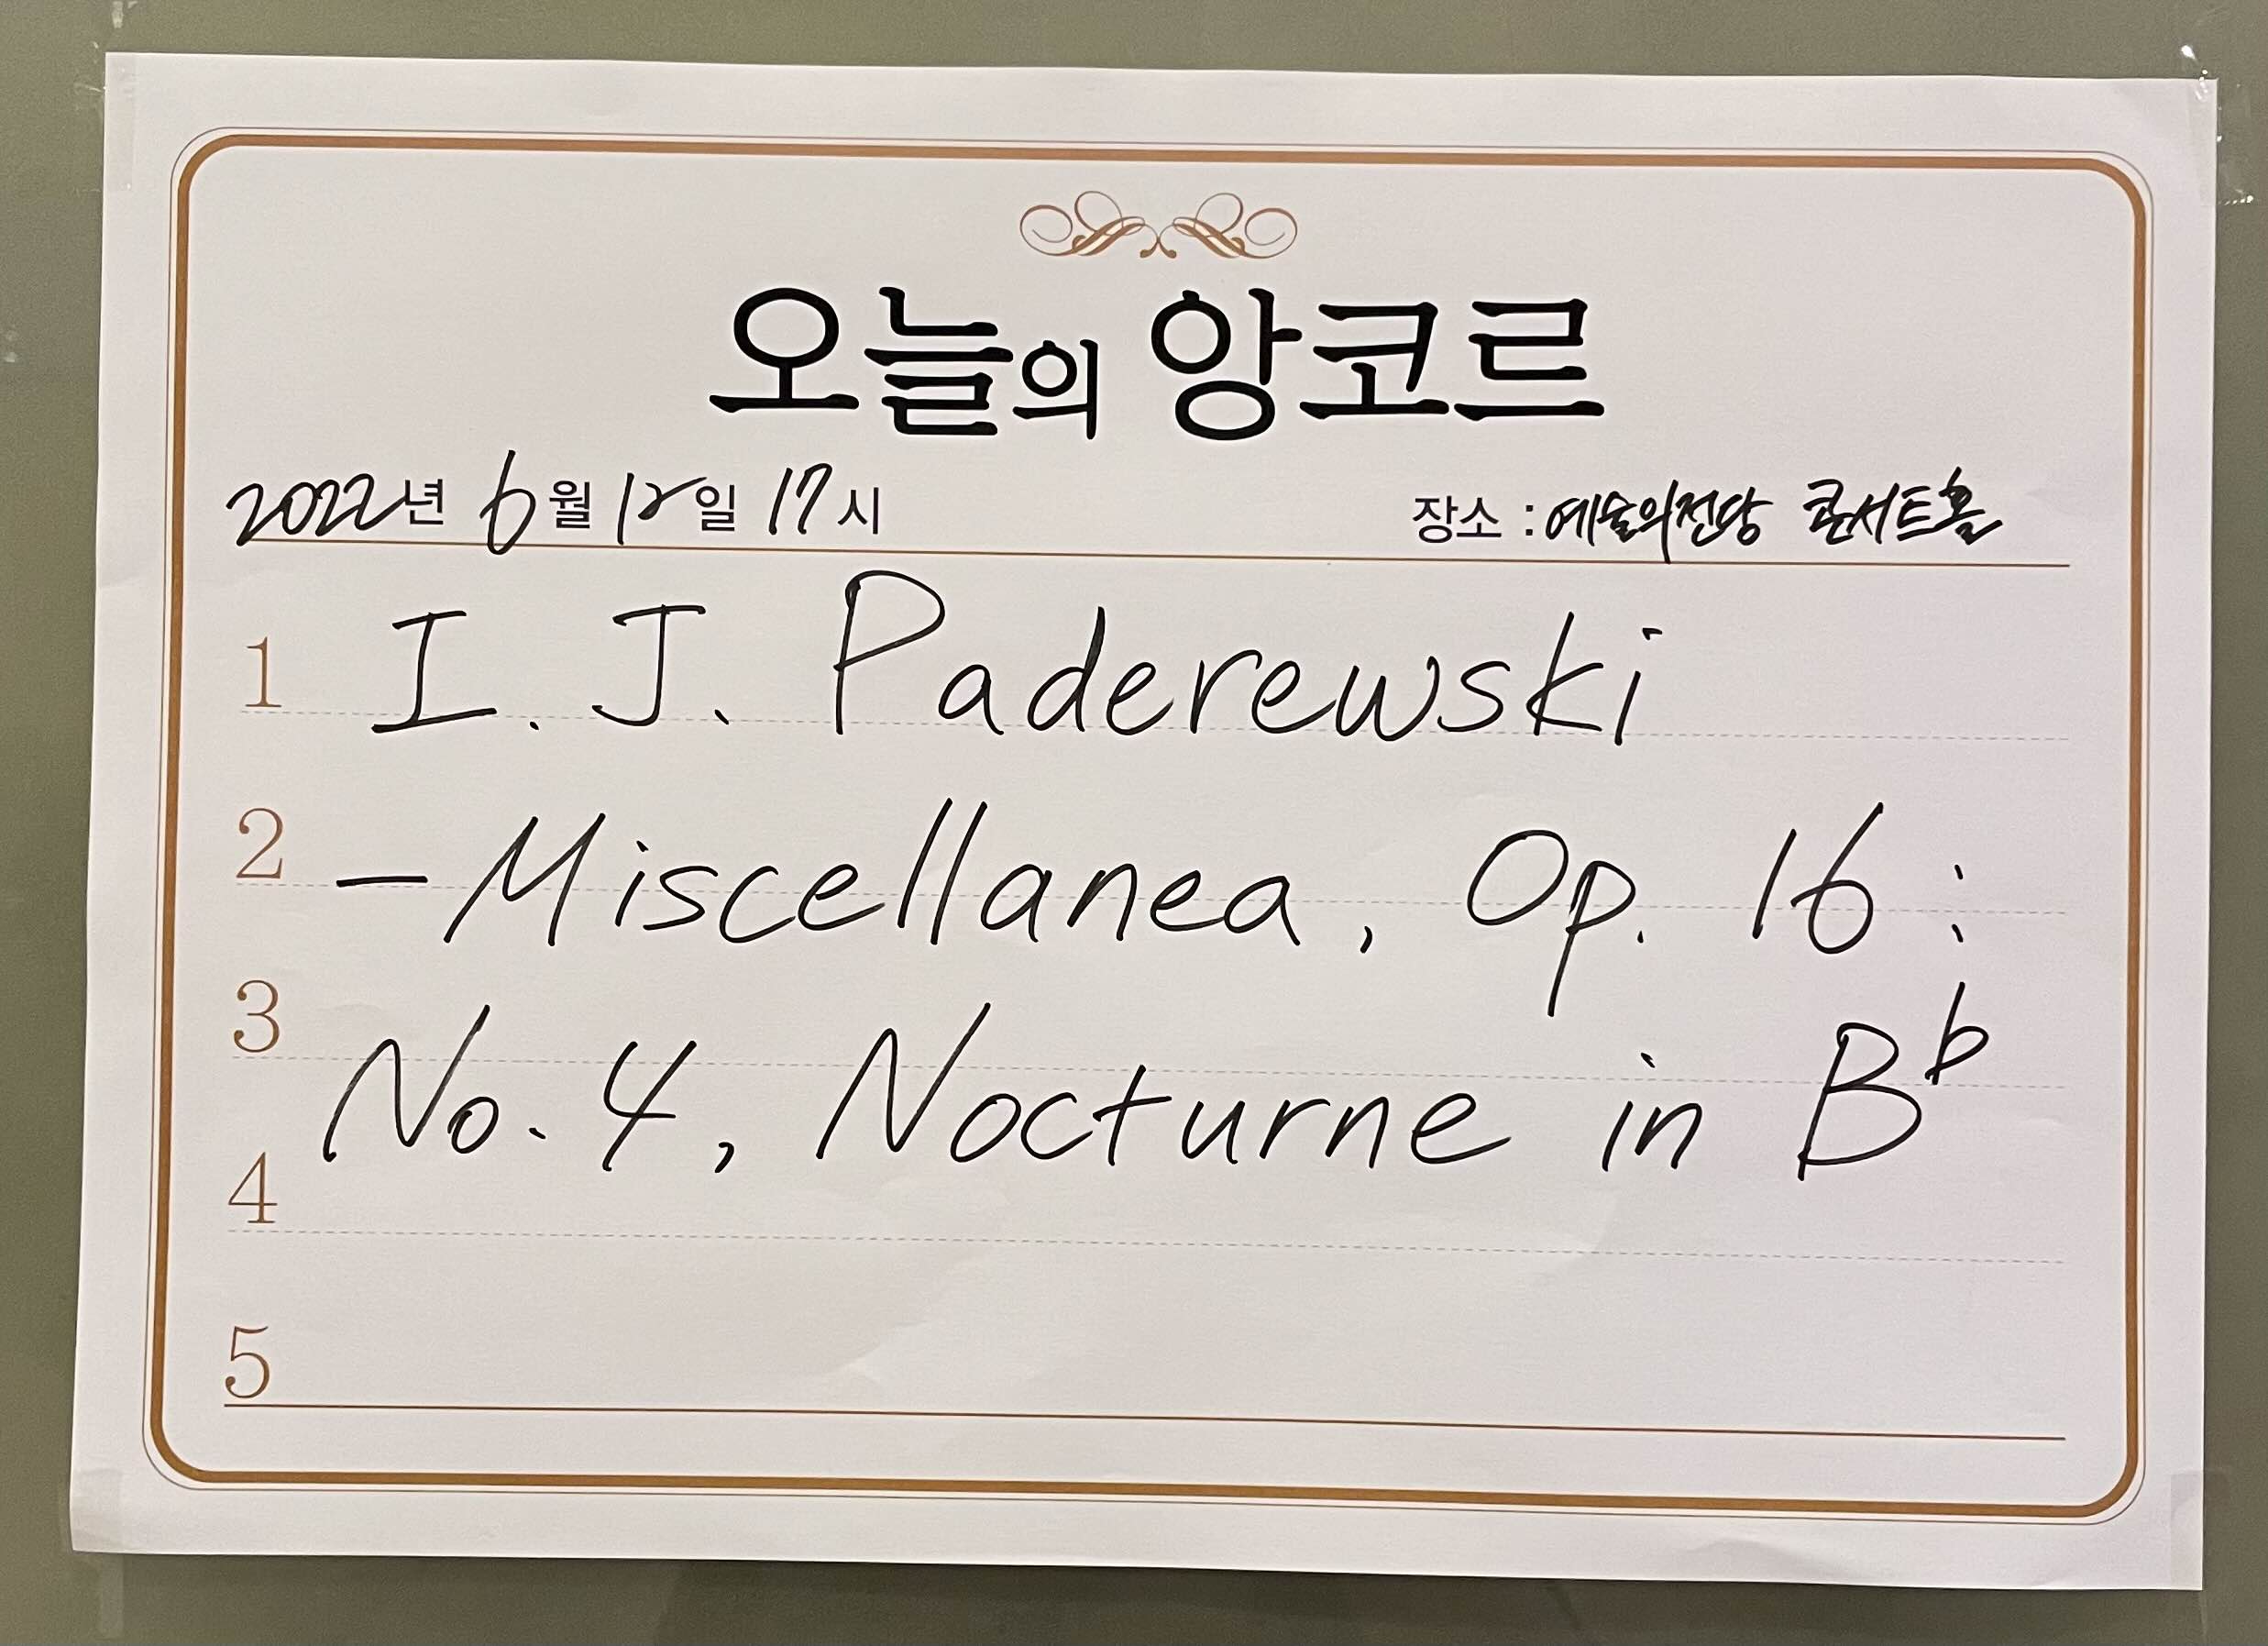 오늘의 앙코르
2022년 6월 12일 17시 장소 : 예술의전당 콘서트홀
1 I. J. Paderewski
2 - Miscellanea, Op. 16 :
3 No. 4, Nocturne in B♭
4
5